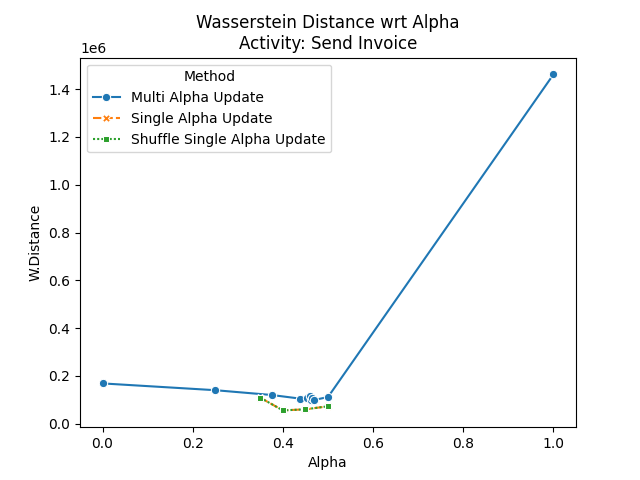 Wasserstein Distance wrt Alpha
Activity: Send Invoice
1e6
Method
Multi Alpha Update
Single Alpha Update
Shuffle Single Alpha Update
W.Distance
1.4
1.2
1.0
0.8
0.6
0.4
0.2
0.0
0.0 0.2 0.4 0.6 0.8 1.0
Alpha